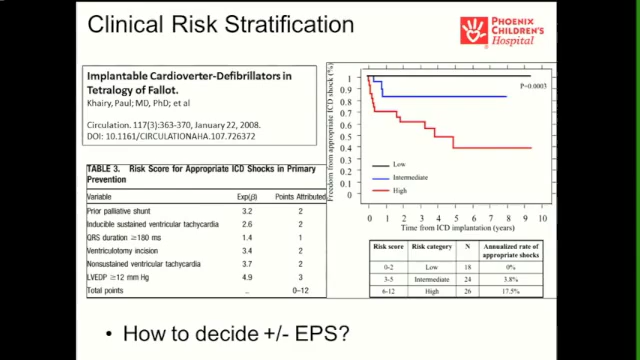 Clinical Risk Stratification
PHOENIX
CHILDREN'S
Hospital
Implantable Cardioverter-Defibrillators in
Tetralogy of Fallot.
Khairy, Paul; MD, PhD; et al
Circulation. 117(3):363-370, January 22, 2008.
DOI: 10.1161/CIRCULATIONAHA.107.726372
TABLE 3. Risk Score for Appropriate ICD Shocks in Primary
Prevention
Variable Exp(β) Points Attributed
Prior palliative shunt 3.2 2
Inducible sustained ventricular tachycardia 2.6 2
QRS duration ≥180 ms 1.4 1
Ventriculotomy incision 3.4 2
Nonsustained ventricular tachycardia 3.7 2
LVEDP ≥12 mm Hg 4.9 3
Total points – 0–12
Freedom from appropriate ICD shock (%)
1
0.9
0.8
0.7
0.6
0.5
0.4
0.3
0.2
0.1
0
P=0.0003
Low
Intermediate
High
0 1 2 3 4 5 6 7 8 9 10
Time from ICD implantation (years)
Risk score Risk category N Annualized rate of
appropriate shocks
0-2 Low 18 0%
3-5 Intermediate 24 3.8%
6-12 High 26 17.5%
• How to decide +/- EPS?